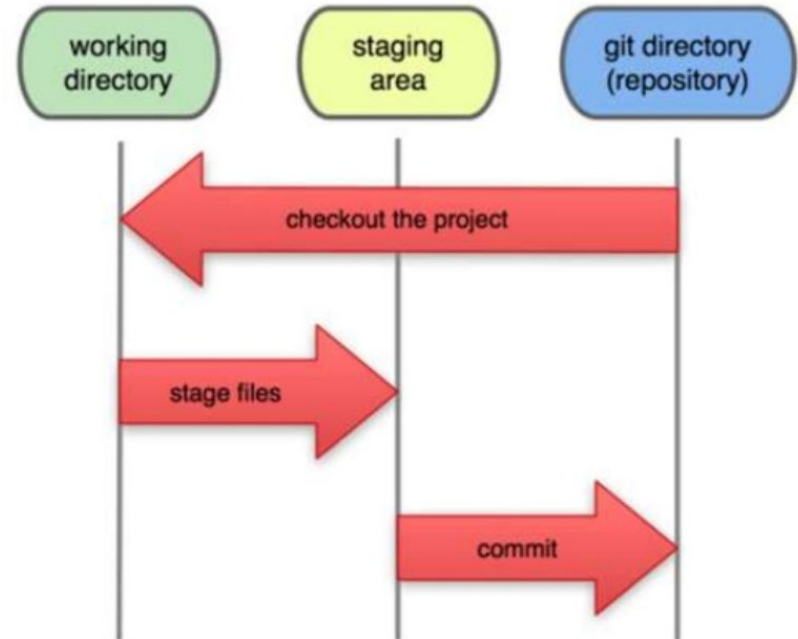 working
directory
staging
area
git directory
(repository)
checkout the project
stage files
commit